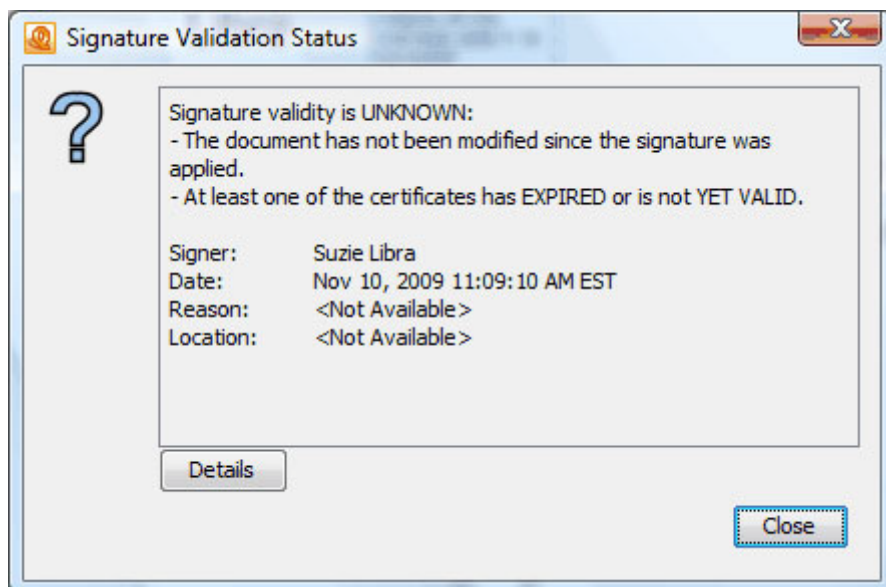 Signature Validation Status
Signature validity is UNKNOWN:
- The document has not been modified since the signature was
applied.
- At least one of the certificates has EXPIRED or is not YET VALID.
Signer: Suzie Libra
Date: Nov 10, 2009 11:09:10 AM EST
Reason: <Not Available>
Location: <Not Available>
Details
Close